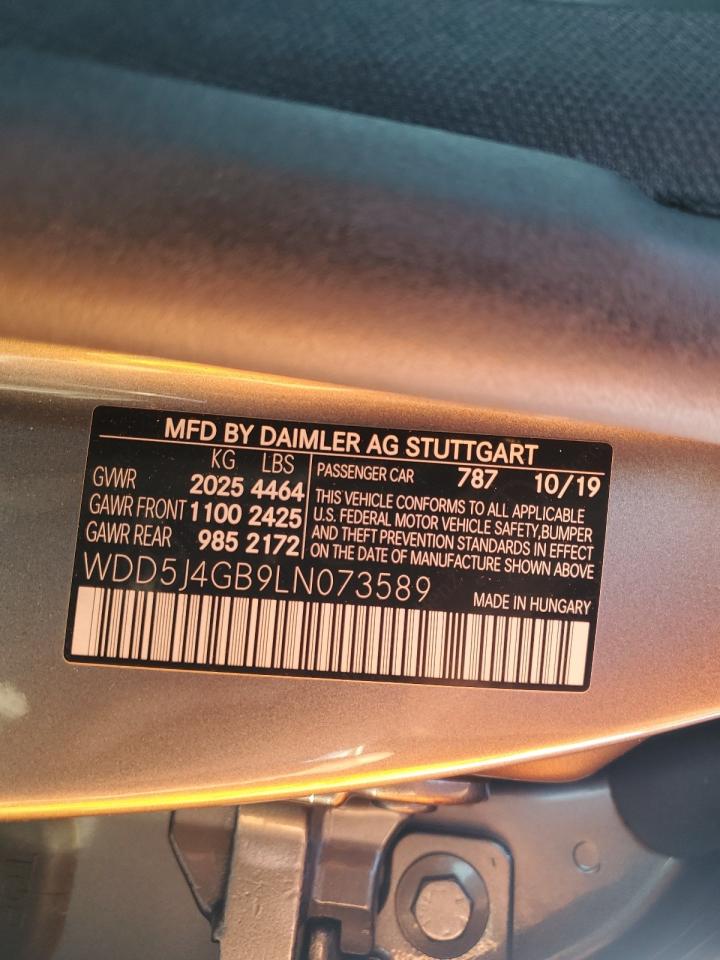 MFD BY DAIMLER AG STUTTGART
KG LBS
GVWR 2025 4464
GAWR FRONT 1100 2425
GAWR REAR 985 2172
PASSENGER CAR 787 10/19
THIS VEHICLE CONFORMS TO ALL APPLICABLE
U.S. FEDERAL MOTOR VEHICLE SAFETY,BUMPER
AND THEFT PREVENTION STANDARDS IN EFFECT
ON THE DATE OF MANUFACTURE SHOWN ABOVE
WDD5J4GB9LN073589
MADE IN HUNGARY